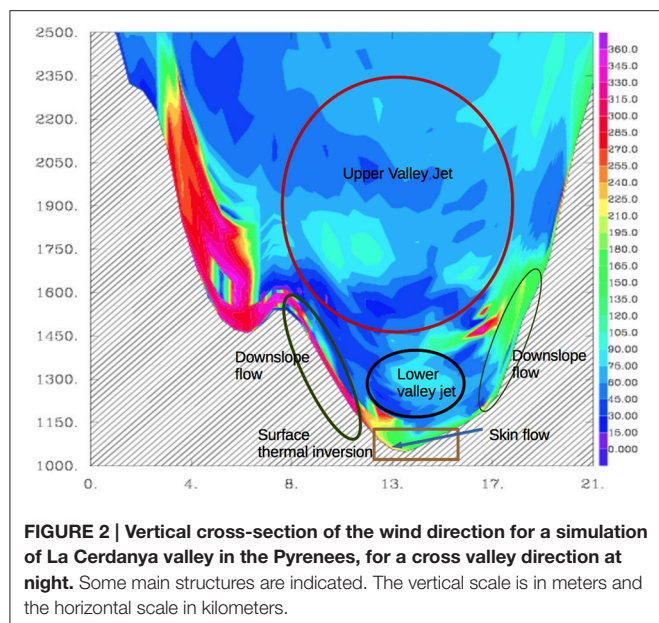 2500.
2350.
2200.
2050.
1900.
1750.
1600.
1450.
1300.
1150.
1000.
0.
4.
8.
13.
17.
21.
360.0
345.0
315.0
285.0
270.0
240.0
225.0
210.0
195.0
180.0
165.0
150.0
135.0
120.0
105.0
90.00
75.00
60.00
45.00
30.00
15.00
0.000
Upper Valley Jet
Downslope
flow
Lower
valley jet
Downslope
flow
Surface
thermal inversion
Skin flow
FIGURE 2 | Vertical cross-section of the wind direction for a simulation
of La Cerdanya valley in the Pyrenees, for a cross valley direction at
night. Some main structures are indicated. The vertical scale is in meters and
the horizontal scale in kilometers.